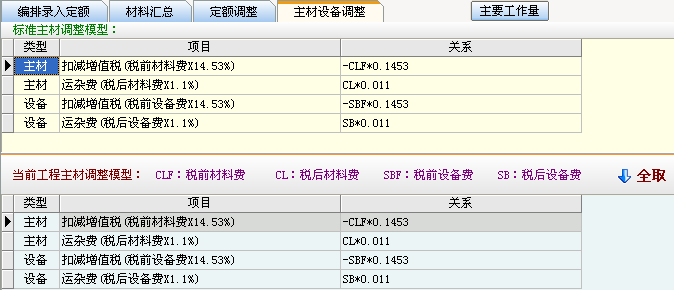 编排录入定额 材料汇总 定额调整 主材设备调整 主要工作量
标准主材调整模型：
类型 项目 关系
主材 扣减增值税(税前材料费X14.53%) -CLF*0.1453
主材 运杂费(税后材料费X1.1%) CL*0.011
设备 扣减增值税(税前设备费X14.53%) -SBF*0.1453
设备 运杂费(税后设备费X1.1%) SB*0.011
当前工程主材调整模型： CLF：税前材料费 CL：税后材料费 SBF：税前设备费 SB：税后设备费 全取
类型 项目 关系
主材 扣减增值税(税前材料费X14.53%) -CLF*0.1453
主材 运杂费(税后材料费X1.1%) CL*0.011
设备 扣减增值税(税前设备费X14.53%) -SBF*0.1453
设备 运杂费(税后设备费X1.1%) SB*0.011